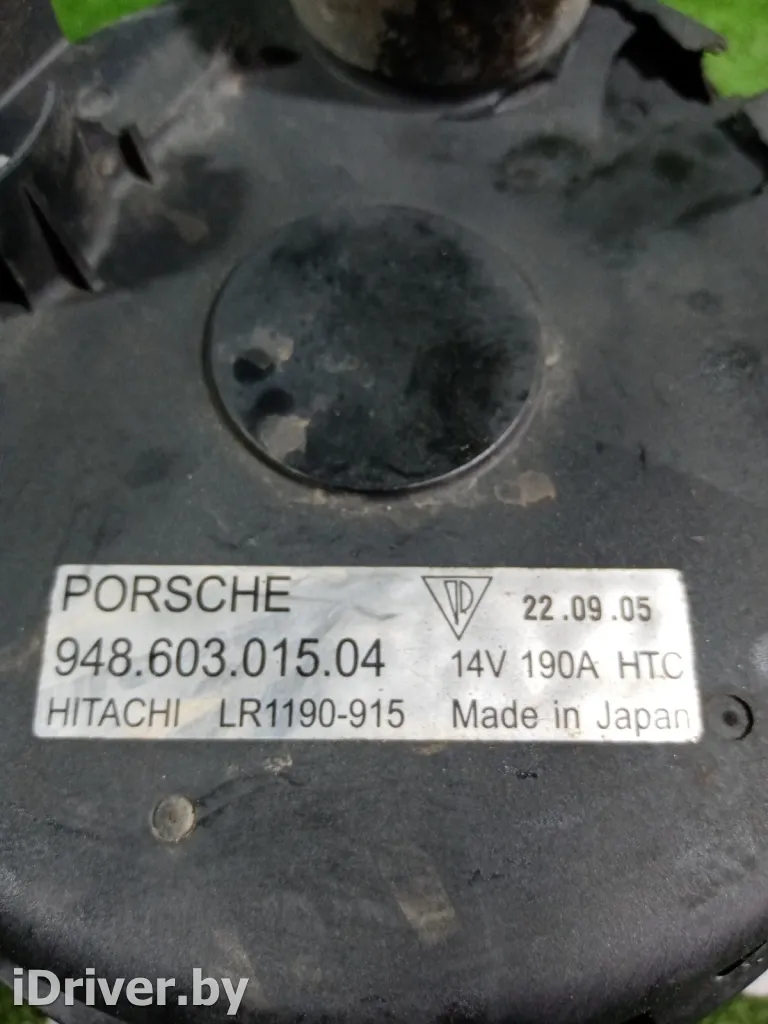 PORSCHE 22.09.05
948.603.015.04 14V 190A HTC
HITACHI LR1190-915 Made in Japan
iDriver.by